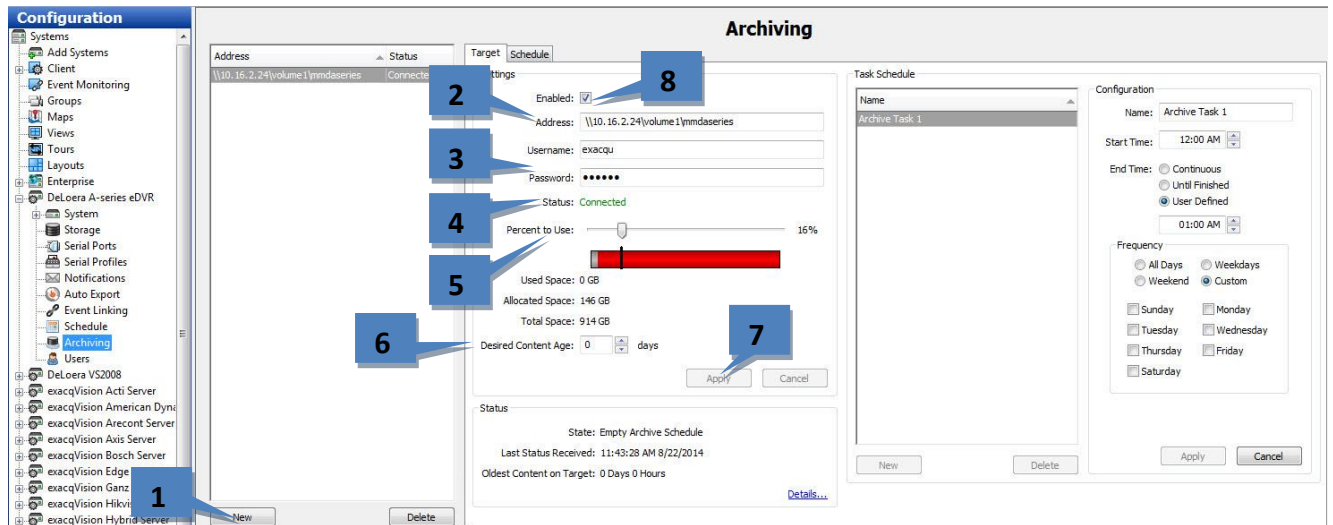 Configuration
Systems
Add Systems
Client
Event Monitoring
Groups
Maps
Views
Tours
Layouts
Enterprise
DeLoera A-series eDVR
System
Storage
Serial Ports
Serial Profiles
Notifications
Auto Export
Event Linking
Schedule
Archiving
Users
DeLoera VS2008
exacqVision Acti Server
exacqVision American Dyna
exacqVision Arecont Server
exacqVision Axis Server
exacqVision Bosch Server
exacqVision Edge
exacqVision Ganz
exacqVision Hikvi
exacqVision Hybrid Server
Archiving
Address Status
\\10.16.2.24\volume1\mmdaseries Connecte
1
New Delete
Target Schedule
ttings
8
Enabled:
2
Address: \\10.16.2.24\volume1\mmdaseries
Username: exacqu
3
Password: ••••••
4
Status: Connected
Percent to Use: 16%
5
Used Space: 0 GB
Allocated Space: 146 GB
Total Space: 914 GB
6
Desired Content Age: 0 days
7
Apply Cancel
Status
State: Empty Archive Schedule
Last Status Received: 11:43:28 AM 8/22/2014
Oldest Content on Target: 0 Days 0 Hours
Details...
Task Schedule
Name
Archive Task 1
New Delete
Configuration
Name: Archive Task 1
Start Time: 12:00 AM
End Time: Continuous
Until Finished
User Defined
01:00 AM
Frequency
All Days Weekdays
Weekend Custom
Sunday Monday
Tuesday Wednesday
Thursday Friday
Saturday
Apply Cancel